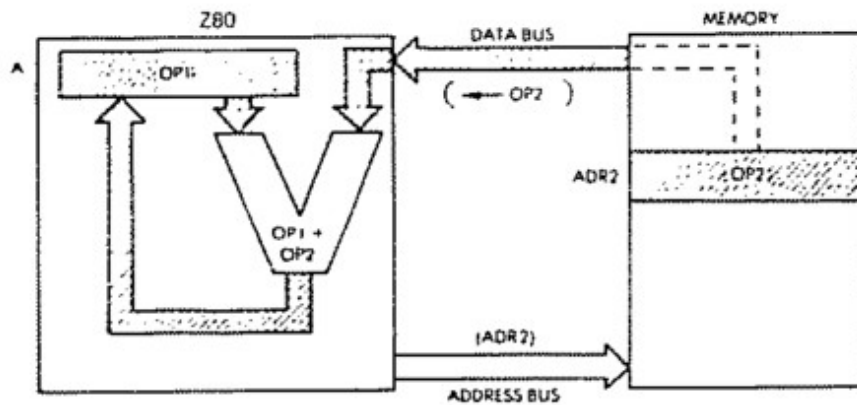 Z80
MEMORY
DATA BUS
A
OP1
( ← OP2 )
ADR2
OP2
OP1 +
OP2
(ADR2)
ADDRESS BUS